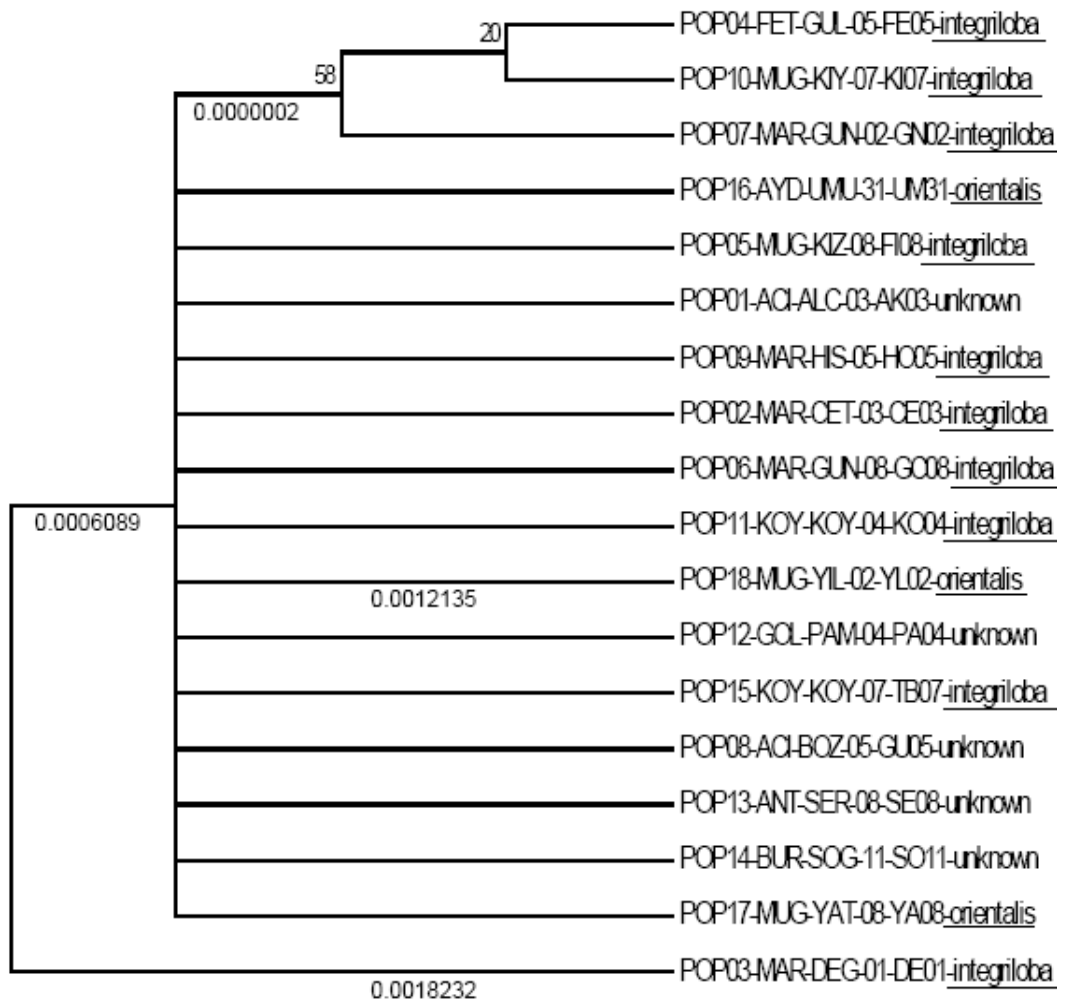 20
POP04-FET-GUL-05-FE05-integriloba
58
POP10-MUG-KIY-07-KI07-integriloba
0.0000002
POP07-MAR-GUN-02-GN02-integriloba
POP16-AYD-UMU-31-UM31-orientalis
POP05-MUG-KIZ-08-FI08-integriloba
POP01-ACI-ALC-03-AK03-unknown
POP09-MAR-HIS-05-HO05-integriloba
POP02-MAR-CET-03-CE03-integriloba
POP06-MAR-GUN-08-GC08-integriloba
0.0006089
POP11-KOY-KOY-04-KO04-integriloba
POP18-MUG-YIL-02-YL02-orientalis
0.0012135
POP12-GOL-PAM-04-PA04-unknown
POP15-KOY-KOY-07-TB07-integriloba
POP08-ACI-BOZ-05-GU05-unknown
POP13-ANT-SER-08-SE08-unknown
POP14-BUR-SOG-11-SO11-unknown
POP17-MUG-YAT-08-YA08-orientalis
POP03-MAR-DEG-01-DE01-integriloba
0.0018232